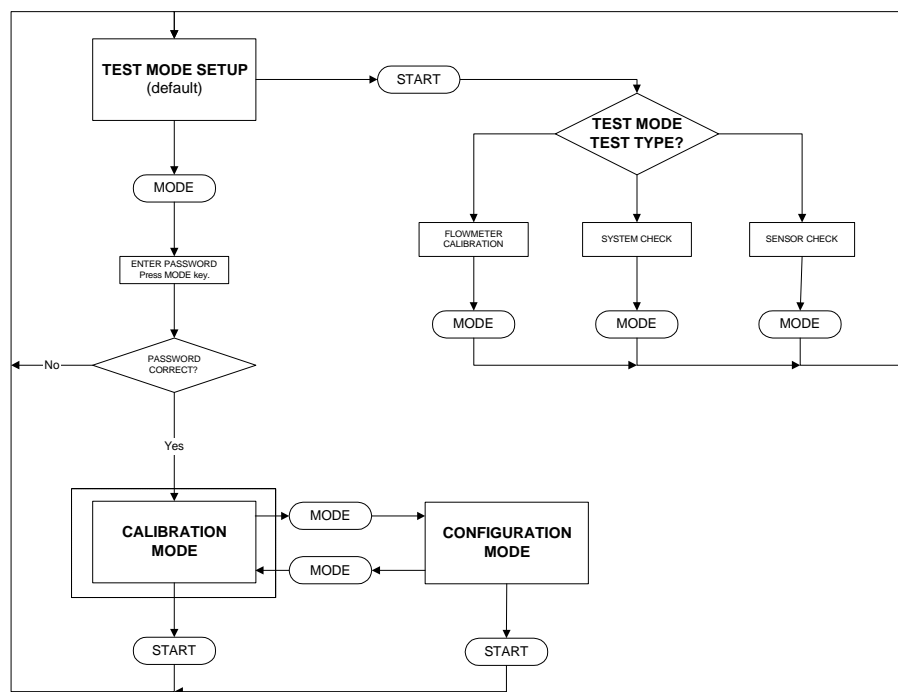 TEST MODE SETUP
(default)
START
TEST MODE
TEST TYPE?
MODE
FLOWMETER
CALIBRATION
SYSTEM CHECK
SENSOR CHECK
ENTER PASSWORD
Press MODE key.
MODE
MODE
MODE
PASSWORD
CORRECT?
No
Yes
CALIBRATION
MODE
MODE
MODE
CONFIGURATION
MODE
START
START